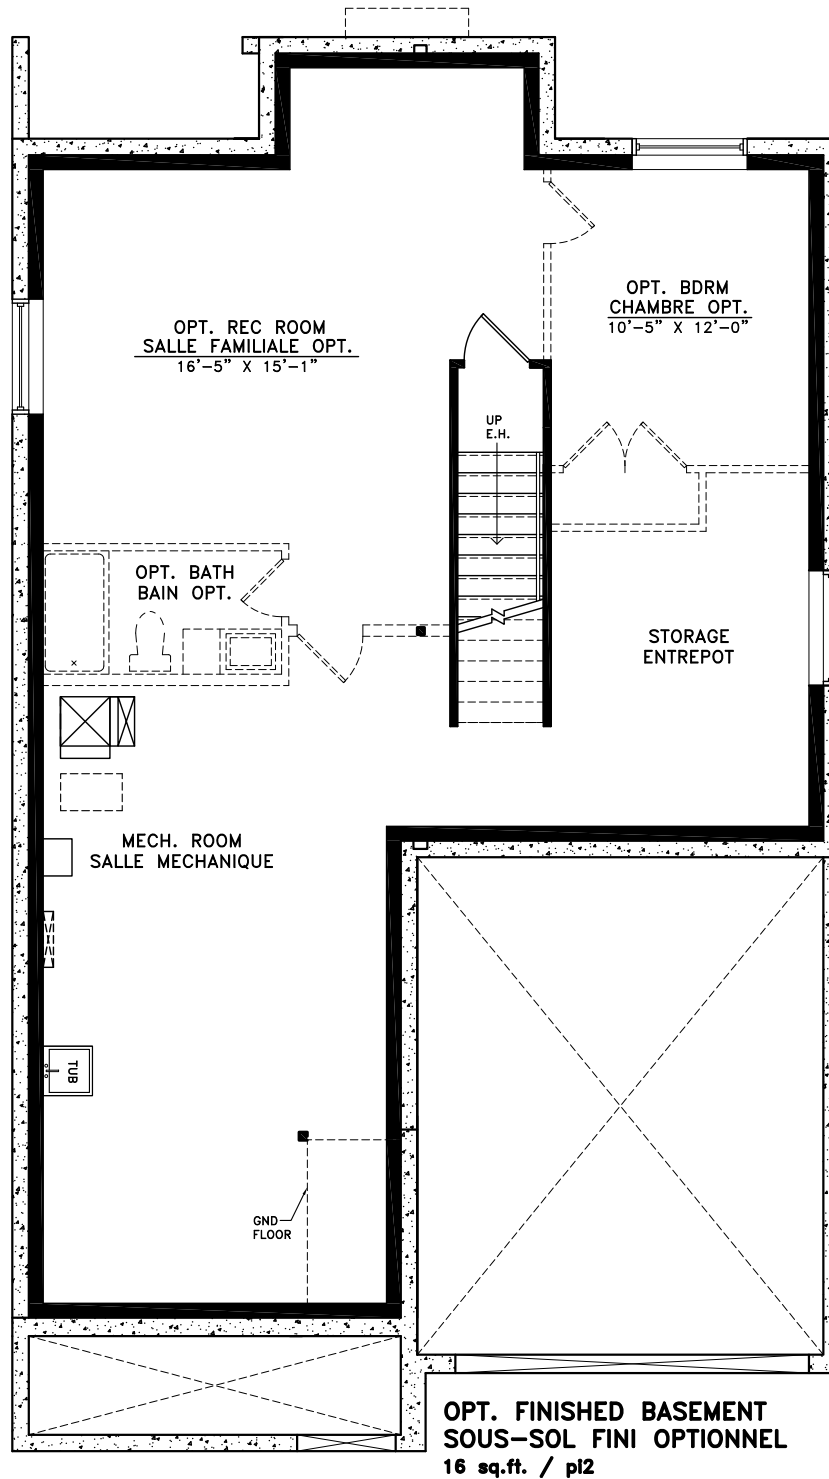 OPT. BDRM
CHAMBRE OPT.
10'-5" X 12'-0"
OPT. REC ROOM
SALLE FAMILIALE OPT.
16'-5" X 15'-1"
UP
E.H.
OPT. BATH
BAIN OPT.
STORAGE
ENTREPOT
MECH. ROOM
SALLE MECHANIQUE
TUB
GND
FLOOR
OPT. FINISHED BASEMENT
SOUS-SOL FINI OPTIONNEL
16 sq.ft. / pi2